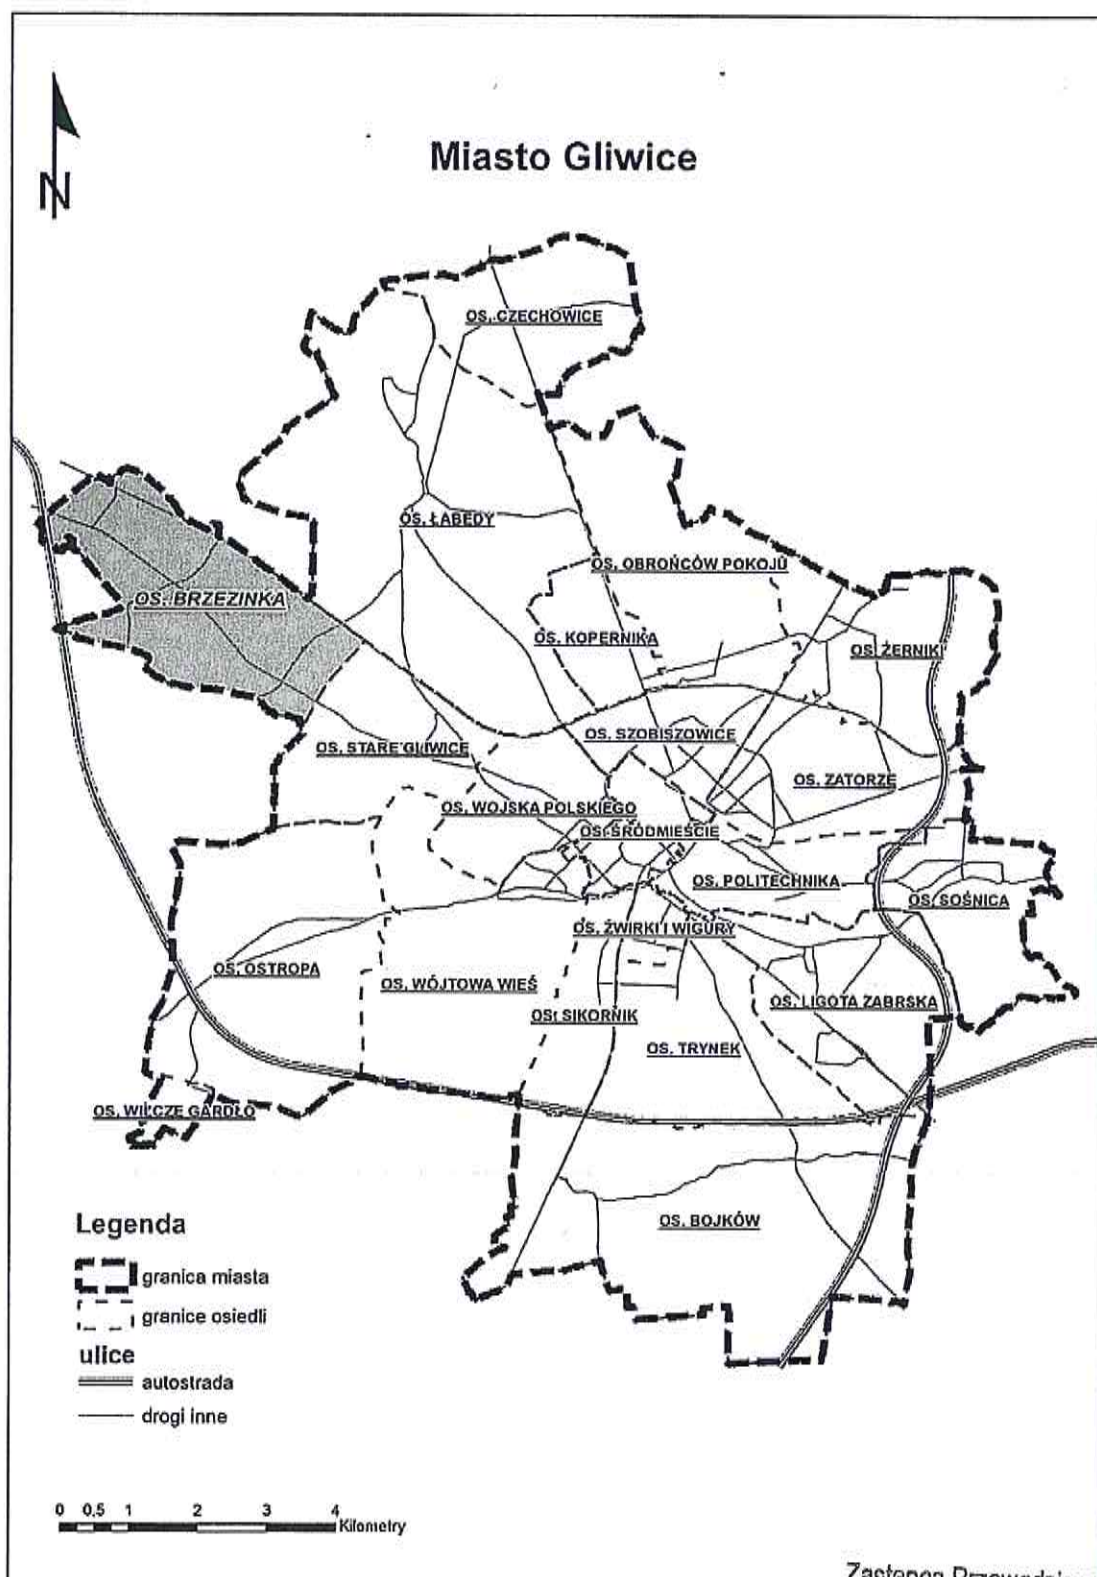 N
Miasto Gliwice
OS. CZECHOWICE
OS. ŁABĘDY
OS. OBROŃCÓW POKOJU
OS. BRZEZINKA
OS. KOPERNIKA
OS. ŻERNIKI
OS. SZOBISZOWICE
OS. STARE GLIWICE
OS. ZATORZE
OS. WOJSKA POLSKIEGO
OS. ŚRÓDMIEŚCIE
OS. POLITECHNIKA
OS. SOŚNICA
OS. ŻWIRKI I WIGURY
OS. OSTROPA
OS. WÓJTOWA WIEŚ
OS. LIGOTA ZABRSKA
OS. SIKORNIK
OS. TRYNEK
OS. WILCZE GARDŁO
OS. BOJKÓW
Legenda
granica miasta
granice osiedli
ulice
autostrada
drogi inne
0 0,5 1 2 3 4
Kilometry